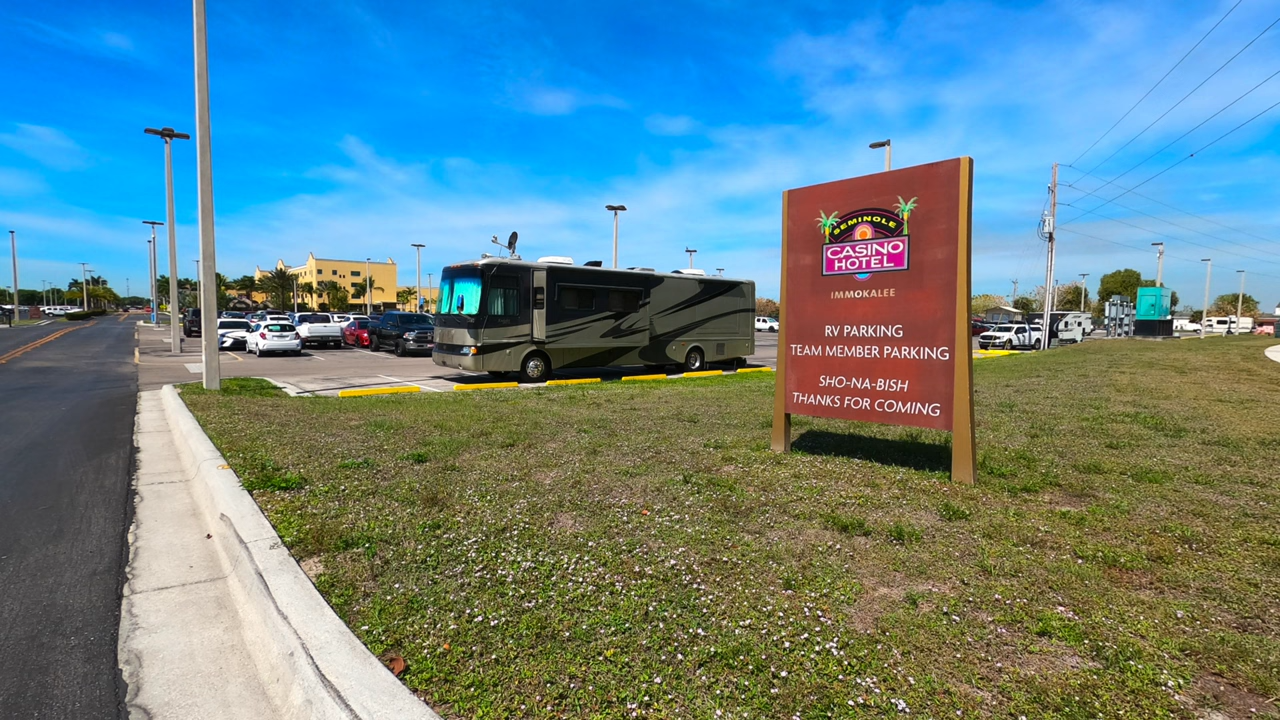 SEMINOLE
CASINO
HOTEL
IMMOKALEE
RV PARKING
TEAM MEMBER PARKING
SHO-NA-BISH
THANKS FOR COMING